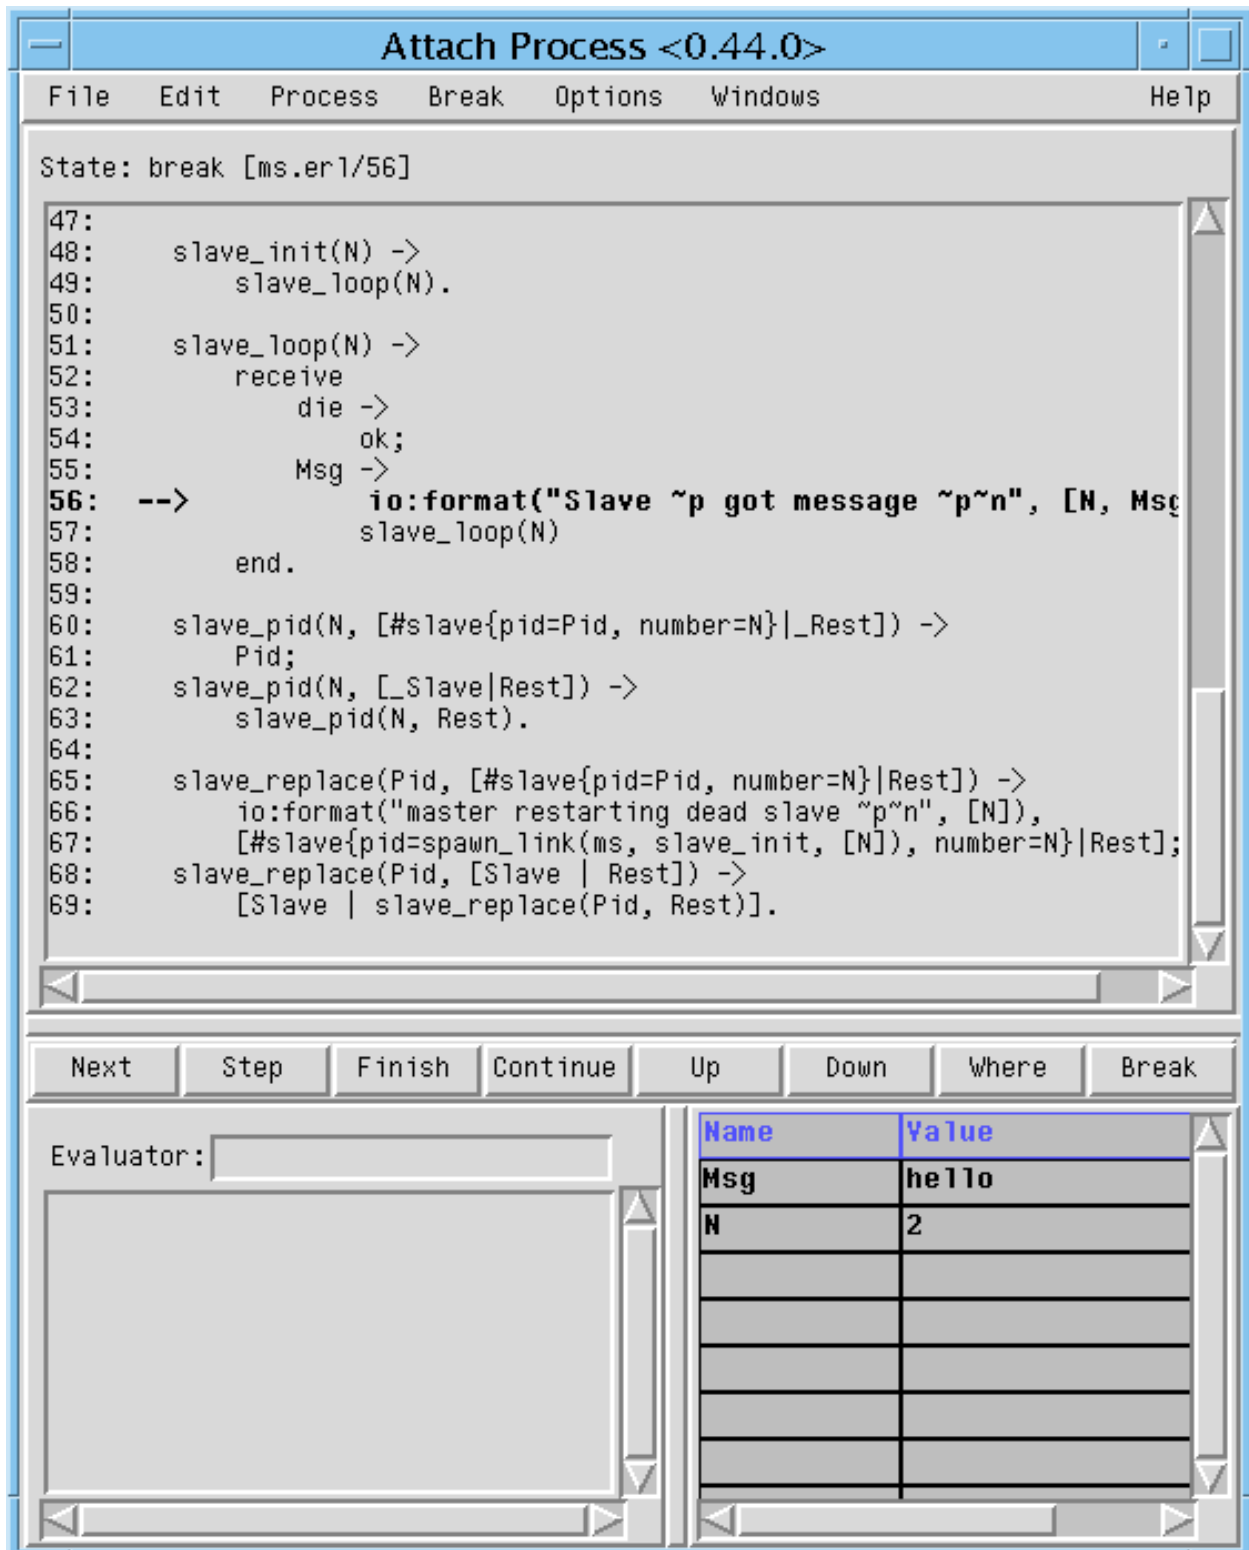 Attach Process <0.44.0>
File Edit Process Break Options Windows Help
State: break [ms.erl/56]
47:
48: slave_init(N) ->
49: slave_loop(N).
50:
51: slave_loop(N) ->
52: receive
53: die ->
54: ok;
55: Msg ->
56: --> io:format("Slave ~p got message ~p~n", [N, Msg
57: slave_loop(N)
58: end.
59:
60: slave_pid(N, [#slave{pid=Pid, number=N}|_Rest]) ->
61: Pid;
62: slave_pid(N, [_Slave|Rest]) ->
63: slave_pid(N, Rest).
64:
65: slave_replace(Pid, [#slave{pid=Pid, number=N}|Rest]) ->
66: io:format("master restarting dead slave ~p~n", [N]),
67: [#slave{pid=spawn_link(ms, slave_init, [N]), number=N}|Rest];
68: slave_replace(Pid, [Slave | Rest]) ->
69: [Slave | slave_replace(Pid, Rest)].
Next Step Finish Continue Up Down Where Break
Evaluator:
Name Value
Msg hello
N 2